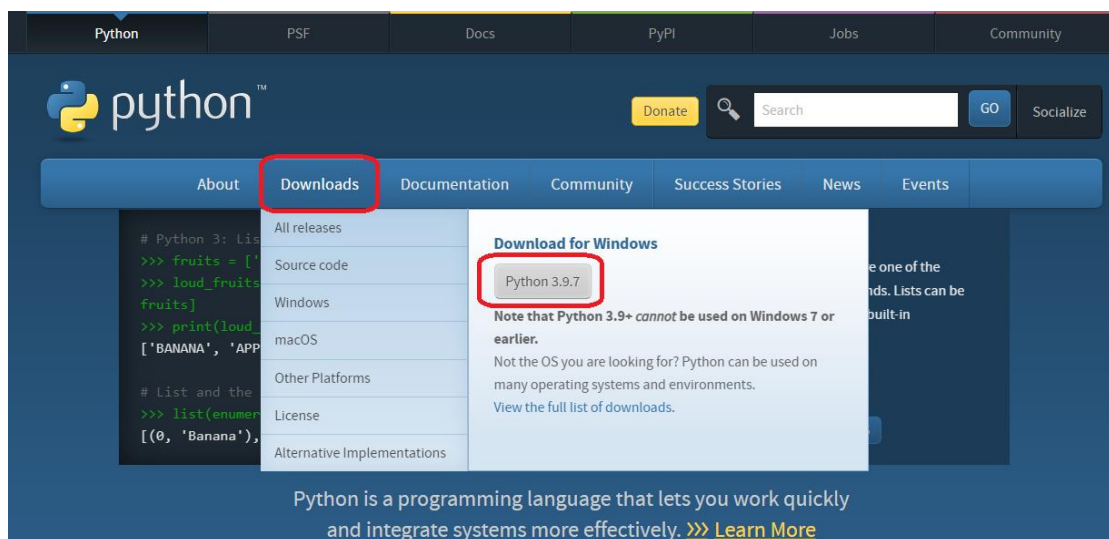 Python PSF Docs PyPI Jobs Community
python™
Donate Search GO Socialize
About Downloads Documentation Community Success Stories News Events
All releases
Source code
Windows
macOS
Other Platforms
License
Alternative Implementations
Download for Windows
Python 3.9.7
Note that Python 3.9+ cannot be used on Windows 7 or
earlier.
Not the OS you are looking for? Python can be used on
many operating systems and environments.
View the full list of downloads.
# Python 3: Lis
>>> fruits = ['
>>> loud_fruits
fruits]
>>> print(loud_
['BANANA', 'APP
# List and the
>>> list(enumer
[(0, 'Banana'),
e one of the
nds. Lists can be
built-in
Python is a programming language that lets you work quickly
and integrate systems more effectively. >>> Learn More